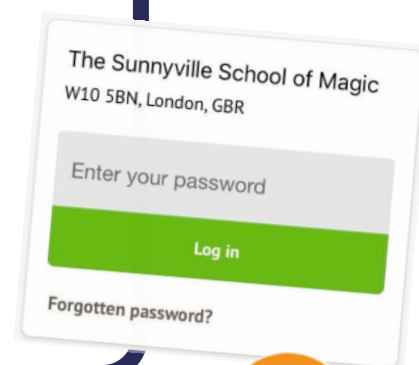 The Sunnyville School of Magic
W10 5BN, London, GBR
Enter your password
Log in
Forgotten password?